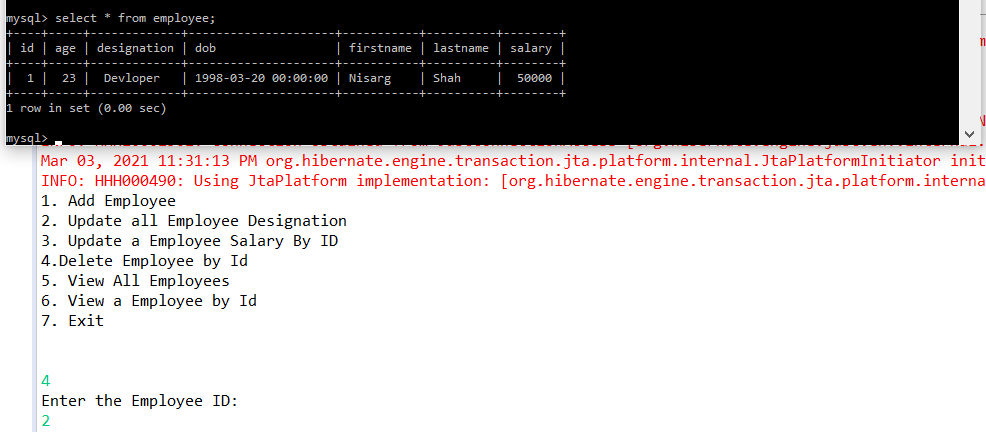 mysql> select * from employee;
+----+-----+-------------+---------------------+-----------+----------+--------+
| id | age | designation | dob | firstname | lastname | salary |
+----+-----+-------------+---------------------+-----------+----------+--------+
| 1 | 23 | Devloper | 1998-03-20 00:00:00 | Nisarg | Shah | 50000 |
+----+-----+-------------+---------------------+-----------+----------+--------+
1 row in set (0.00 sec)
mysql>
Mar 03, 2021 11:31:13 PM org.hibernate.engine.transaction.jta.platform.internal.JtaPlatformInitiator init
INFO: HHH000490: Using JtaPlatform implementation: [org.hibernate.engine.transaction.jta.platform.interna
1. Add Employee
2. Update all Employee Designation
3. Update a Employee Salary By ID
4.Delete Employee by Id
5. View All Employees
6. View a Employee by Id
7. Exit
4
Enter the Employee ID:
2